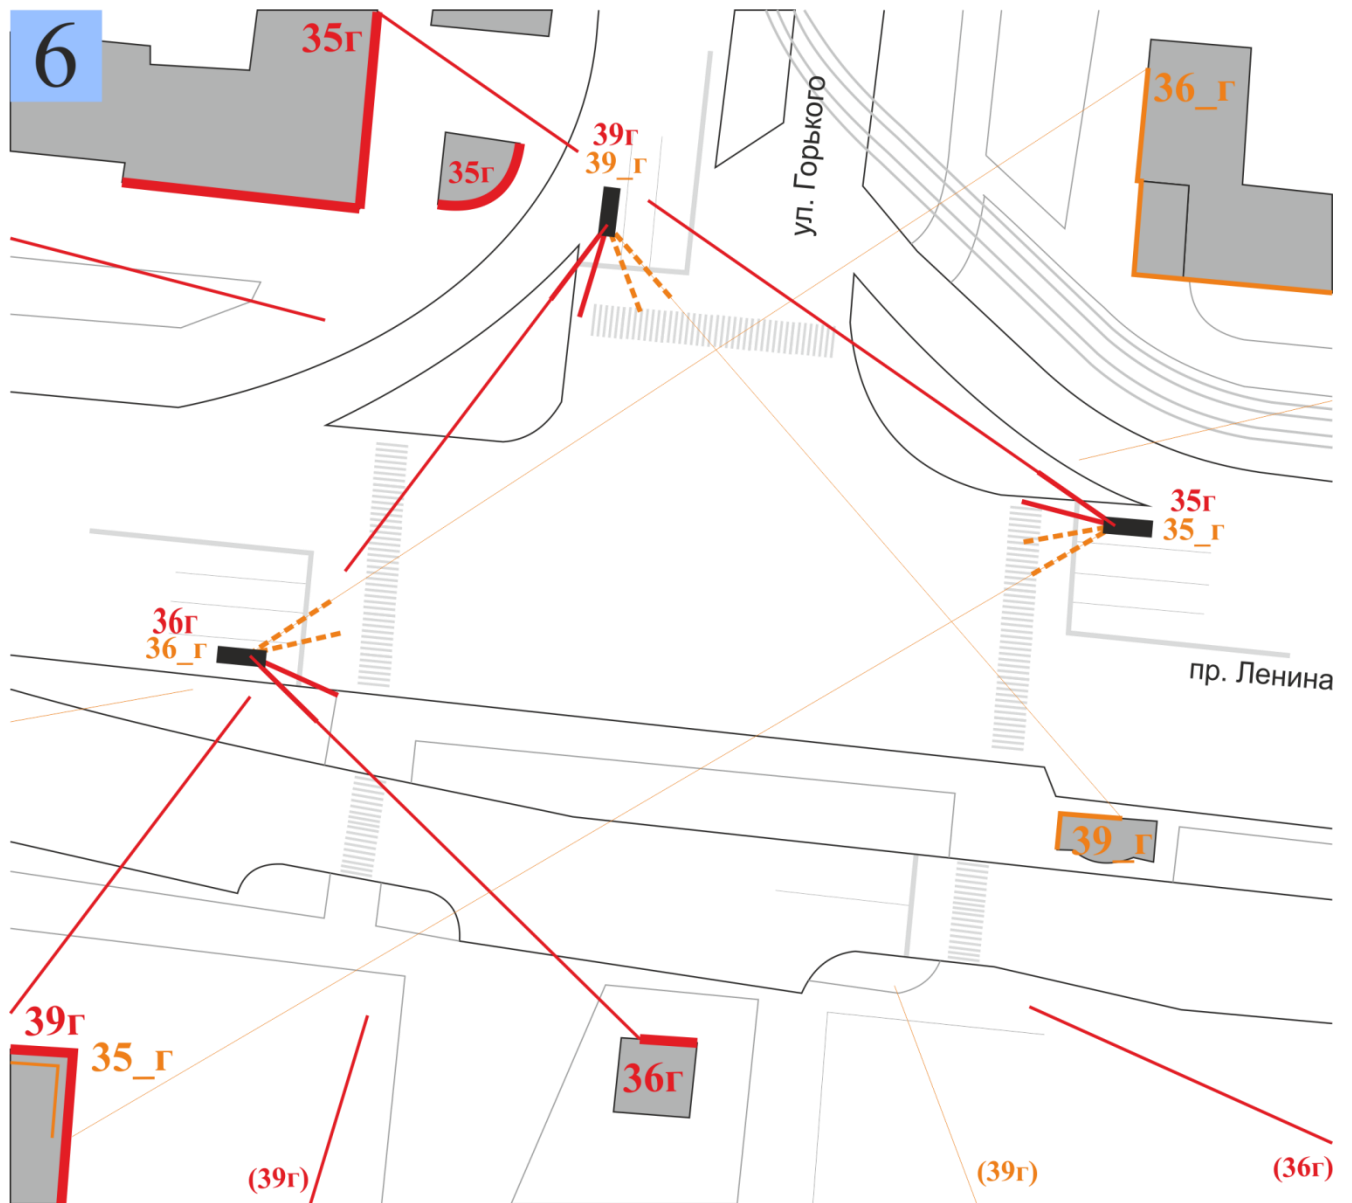 6
35г
36_г
ул. Горького
39г
39_г
35г
35г
35_г
36г
36_г
пр. Ленина
39_г
39г
35_г
36г
(39г)
(39г)
(36г)